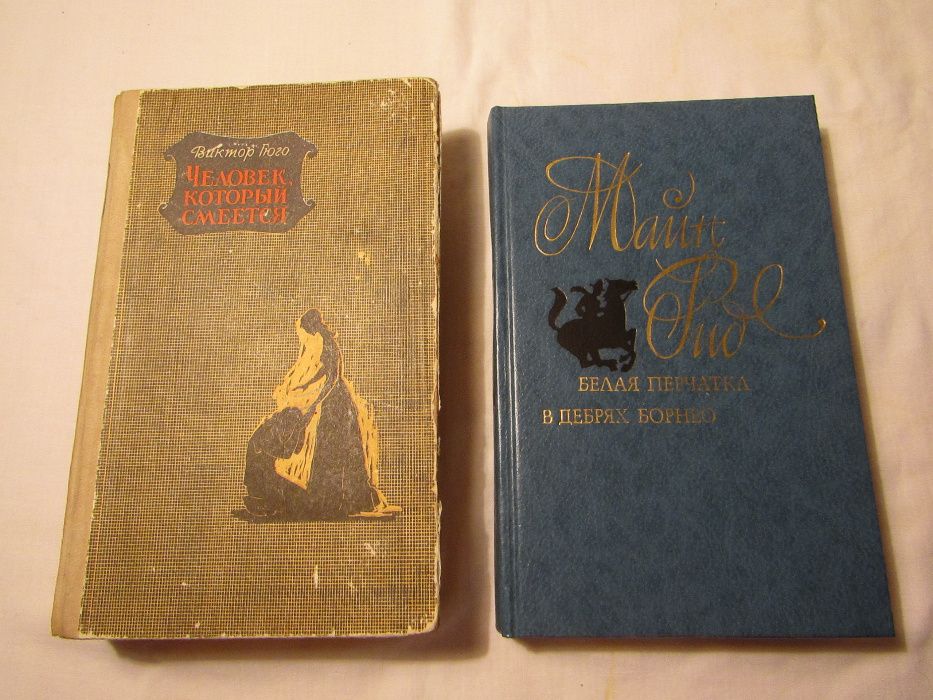 Виктор Гюго
Человек,
который
смеется
Майн
Рид
БЕЛАЯ ПЕРЧАТКА
В ДЕБРЯХ БОРНЕО